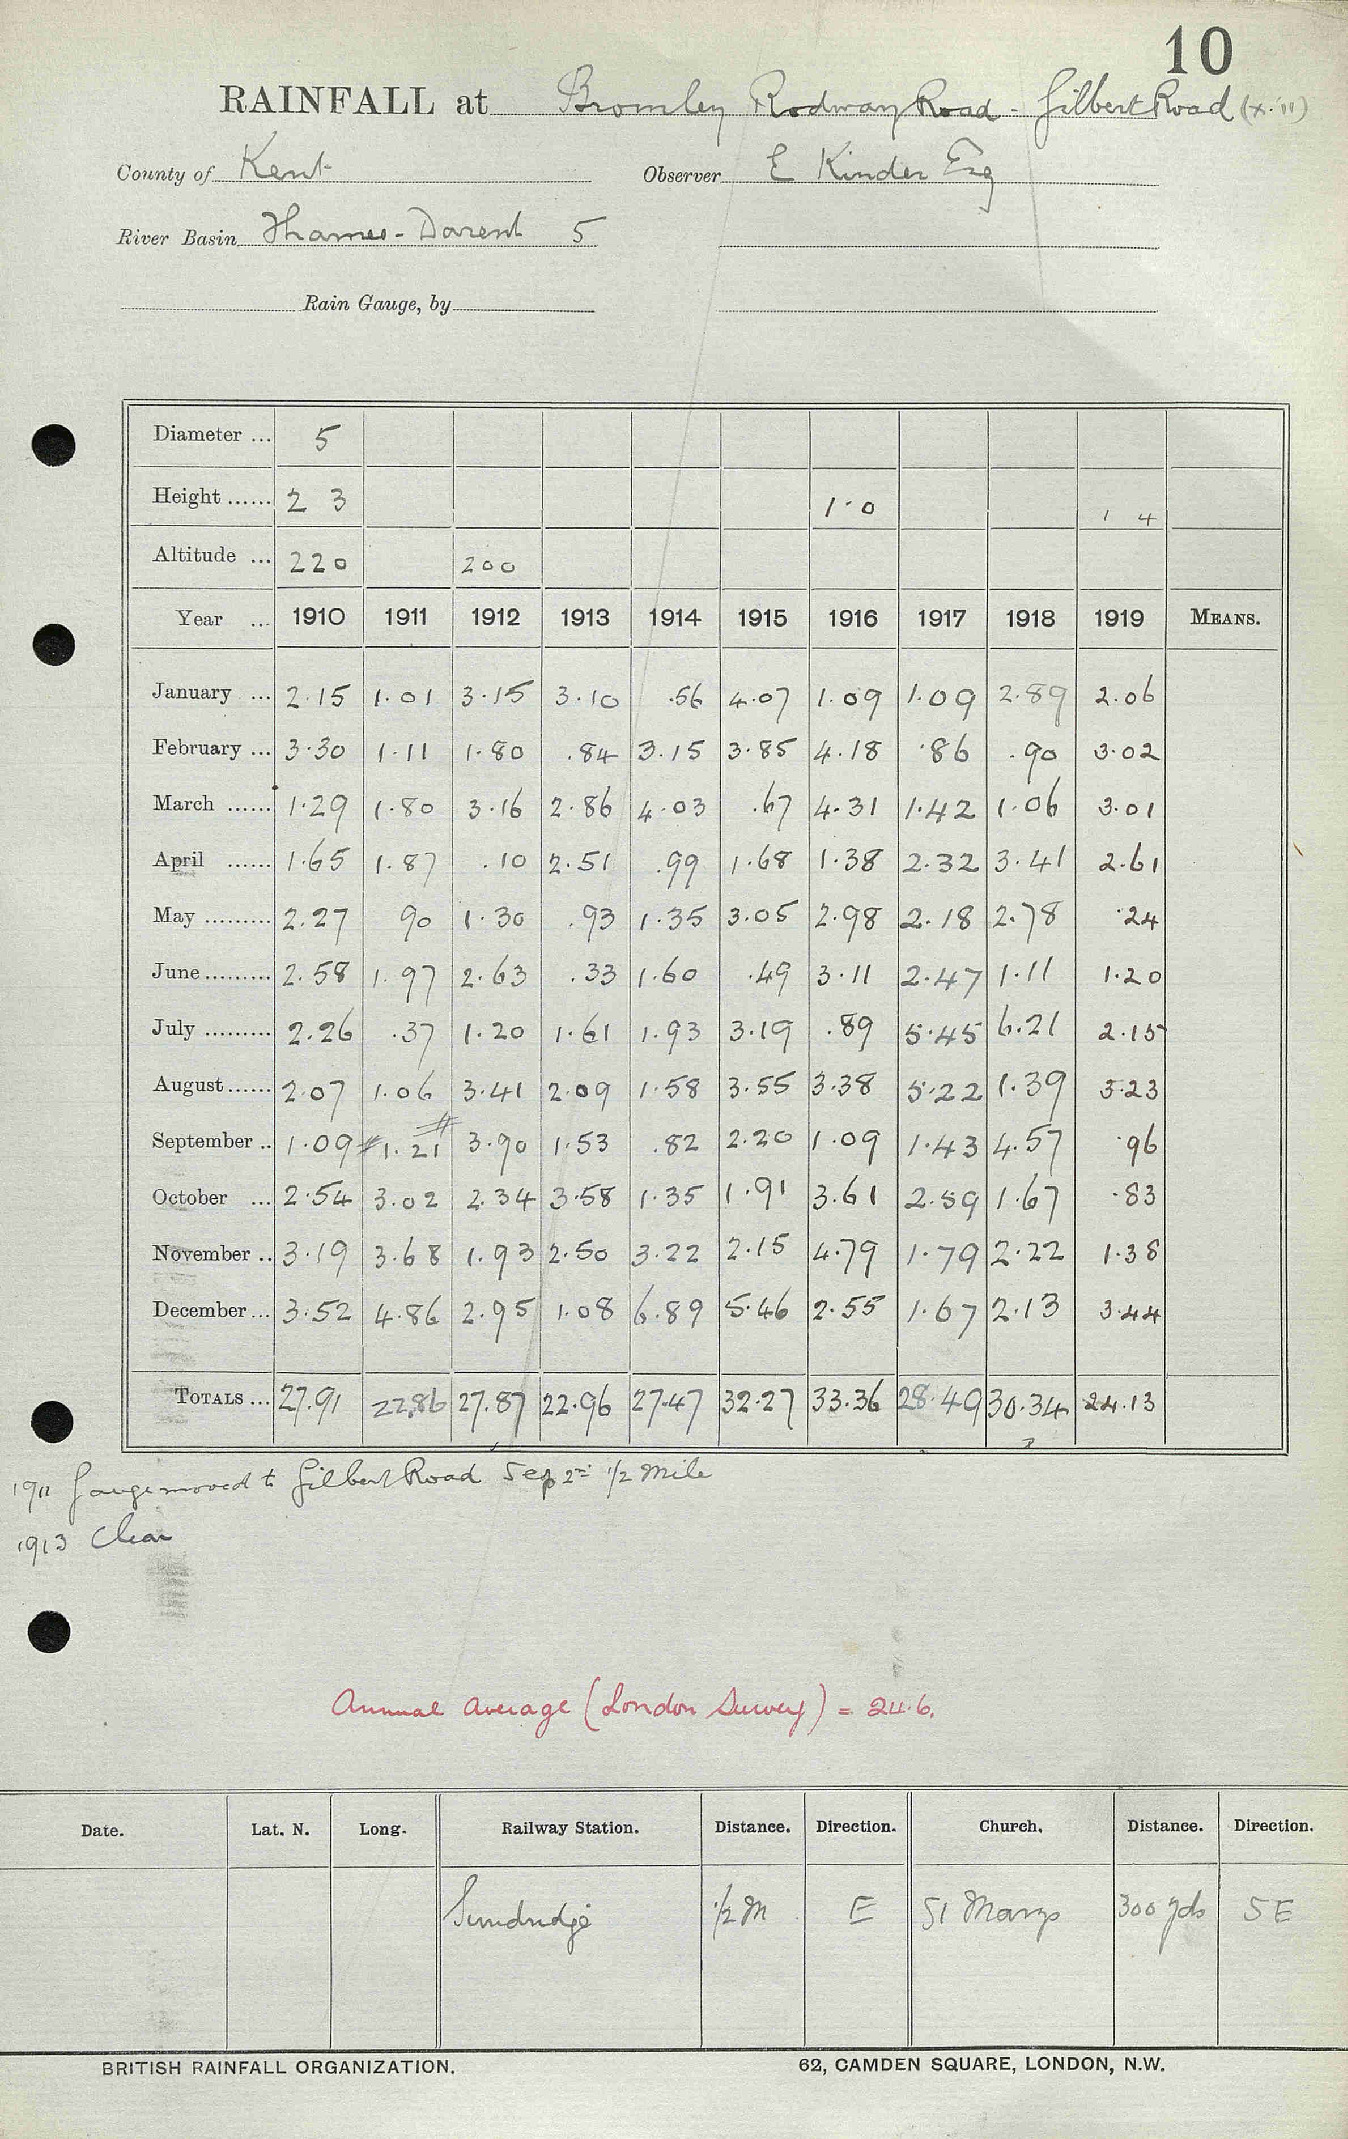 10
RAINFALL at Bromley Rodway Road - Gilbert Road (x.'11)
County of Kent Observer E Kinder Esq
River Basin Thames - Darent 5
Rain Gauge, by
Diameter ... 5
Height ...... 2 3 1·0 1 4
Altitude ... 220 200
Year ... 1910 1911 1912 1913 1914 1915 1916 1917 1918 1919 MEANS.
January ... 2.15 1.01 3.15 3.10 .56 4.07 1.09 1.09 2.89 2.06
February ... 3.30 1.11 1.80 .84 3.15 3.85 4.18 .86 .90 3.02
March ...... 1.29 1.80 3.16 2.86 4.03 .67 4.31 1.42 1.06 3.01
April ...... 1.65 1.87 .10 2.51 .99 1.68 1.38 2.32 3.41 2.61
May ......... 2.27 90 1.30 .93 1.35 3.05 2.98 2.18 2.78 .24
June ......... 2.58 1.97 2.63 .33 1.60 .49 3.11 2.47 1.11 1.20
July ......... 2.26 .37 1.20 1.61 1.93 3.19 .89 5.45 6.21 2.15
August ...... 2.07 1.06 3.41 2.09 1.58 3.55 3.38 5.22 1.39 3.23
September .. 1.09 # 1.21 # 3.90 1.53 .82 2.20 1.09 1.43 4.57 .96
October ... 2.54 3.02 2.34 3.58 1.35 1.91 3.61 2.59 1.67 .83
November .. 3.19 3.68 1.93 2.50 3.22 2.15 4.79 1.79 2.22 1.38
December ... 3.52 4.86 2.95 1.08 6.89 5.46 2.55 1.67 2.13 3.44
TOTALS ... 27.91 22.86 27.87 22.96 27.47 32.27 33.36 28.49 30.34 24.13
1911 Gauge moved to Gilbert Road Sep 2nd 1/2 mile
1913 Clear
Annual average (London Survey) = 24.6.
Date. Lat. N. Long. Railway Station. Distance. Direction. Church. Distance. Direction.
Sundridge 1/2 M E St Marys 300 yds SE
BRITISH RAINFALL ORGANIZATION. 62, CAMDEN SQUARE, LONDON, N.W.